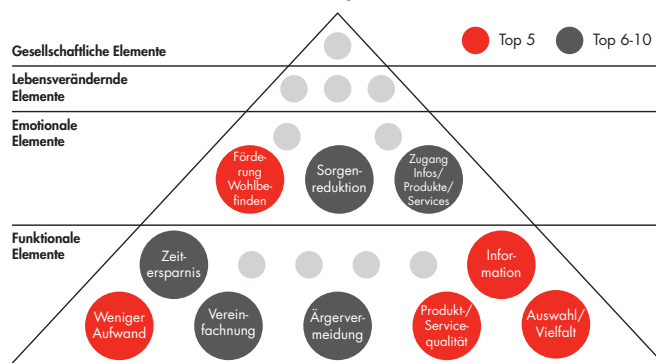 Top 5
Top 6-10
Gesellschaftliche Elemente
Lebensverändernde
Elemente
Emotionale
Elemente
Förde-
rung
Wohlbe-
finden
Sorgen-
reduktion
Zugang
Infos/
Produkte/
Services
Funktionale
Elemente
Zeit-
ersparnis
Infor-
mation
Weniger
Aufwand
Verein-
fachnung
Ärgerver-
meidung
Produkt-/
Service-
qualität
Auswahl/
Vielfalt